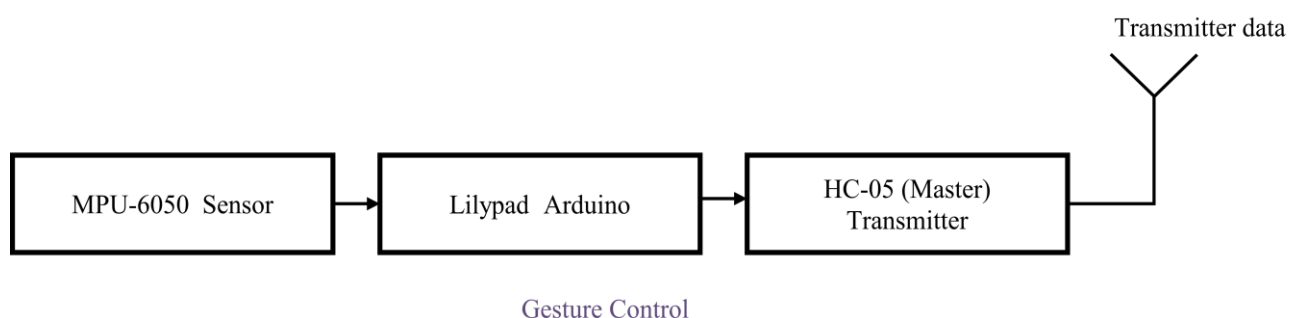 Transmitter data
MPU-6050 Sensor
Lilypad Arduino
HC-05 (Master)
Transmitter
Gesture Control